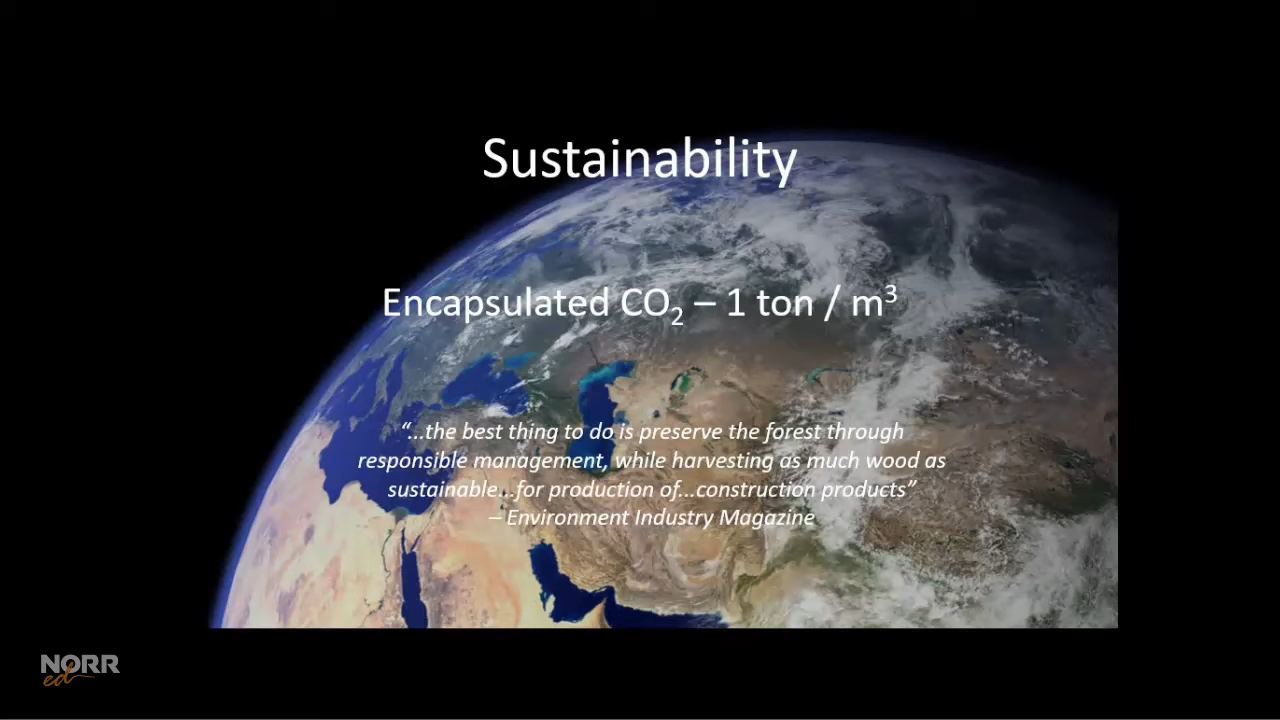 Sustainability
Encapsulated CO₂ – 1 ton / m³
“...the best thing to do is preserve the forest through
responsible management, while harvesting as much wood as
sustainable...for production of...construction products”
– Environment Industry Magazine
NORR
ed